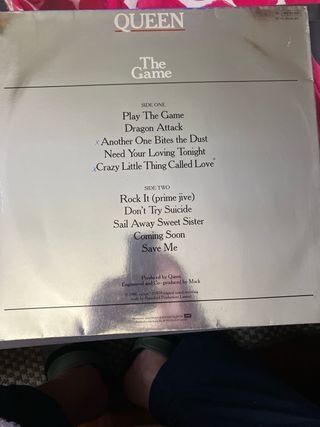 QUEEN
The
Game
SIDE ONE
Play The Game
Dragon Attack
x Another One Bites the Dust
Need Your Loving Tonight
x Crazy Little Thing Called Love*
SIDE TWO
Rock It (prime jive)
Don't Try Suicide
Sail Away Sweet Sister
Coming Soon
Save Me
Produced by Queen
Engineered and Co-produced by Mack
EMI